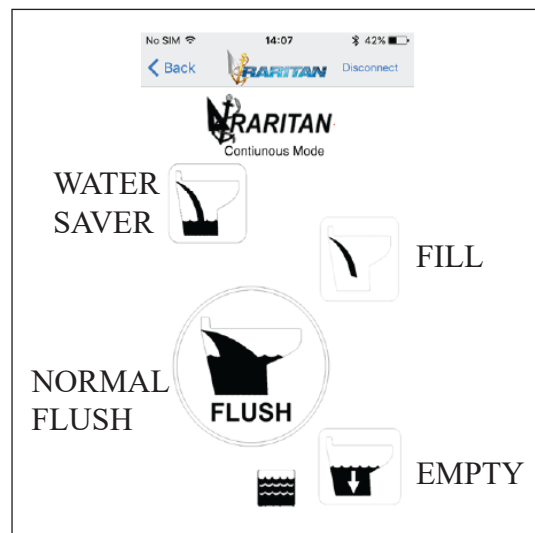 No SIM 14:07 42%
Back RARITAN Disconnect
RARITAN
Contiunous Mode
WATER
SAVER
FILL
NORMAL
FLUSH
FLUSH
EMPTY